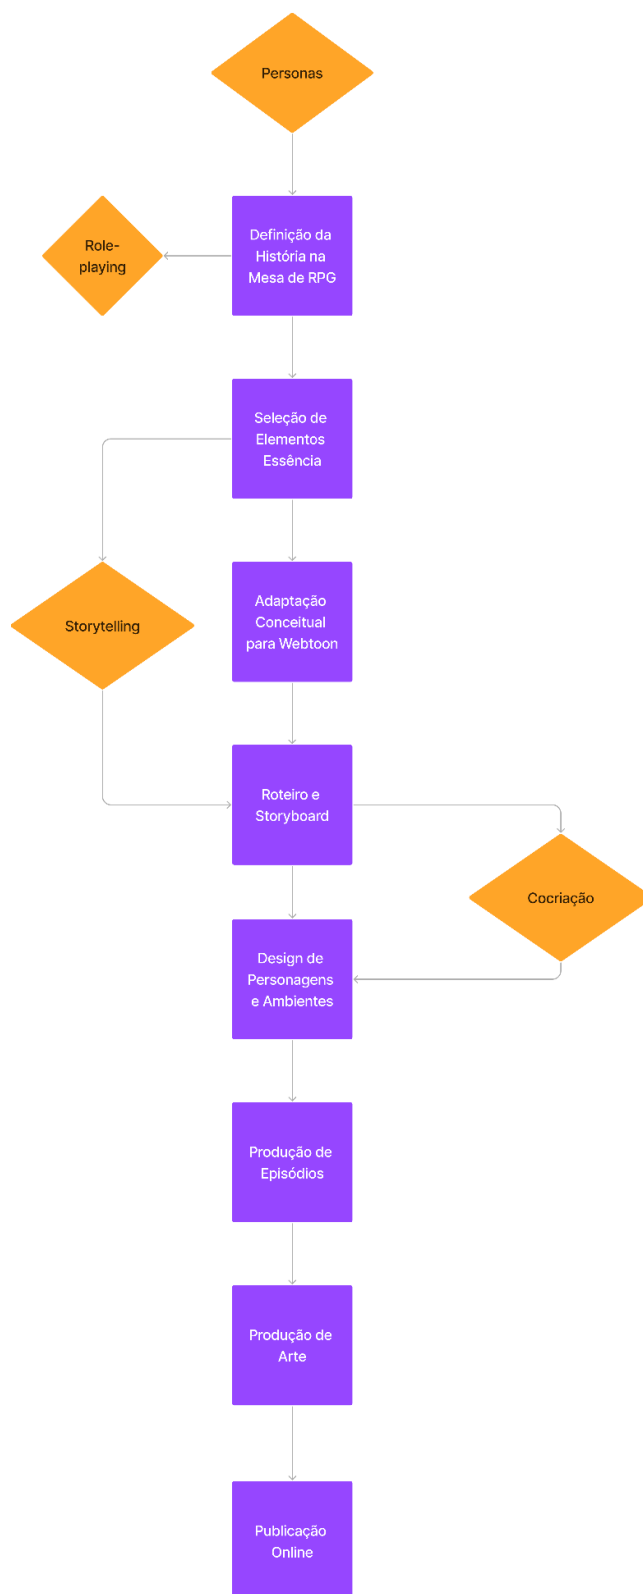 Personas
Definição da
História na
Mesa de RPG
Role-
playing
Seleção de
Elementos
Essência
Storytelling
Adaptação
Conceitual
para Webtoon
Roteiro e
Storyboard
Cocriação
Design de
Personagens
e Ambientes
Produção de
Episódios
Produção de
Arte
Publicação
Online